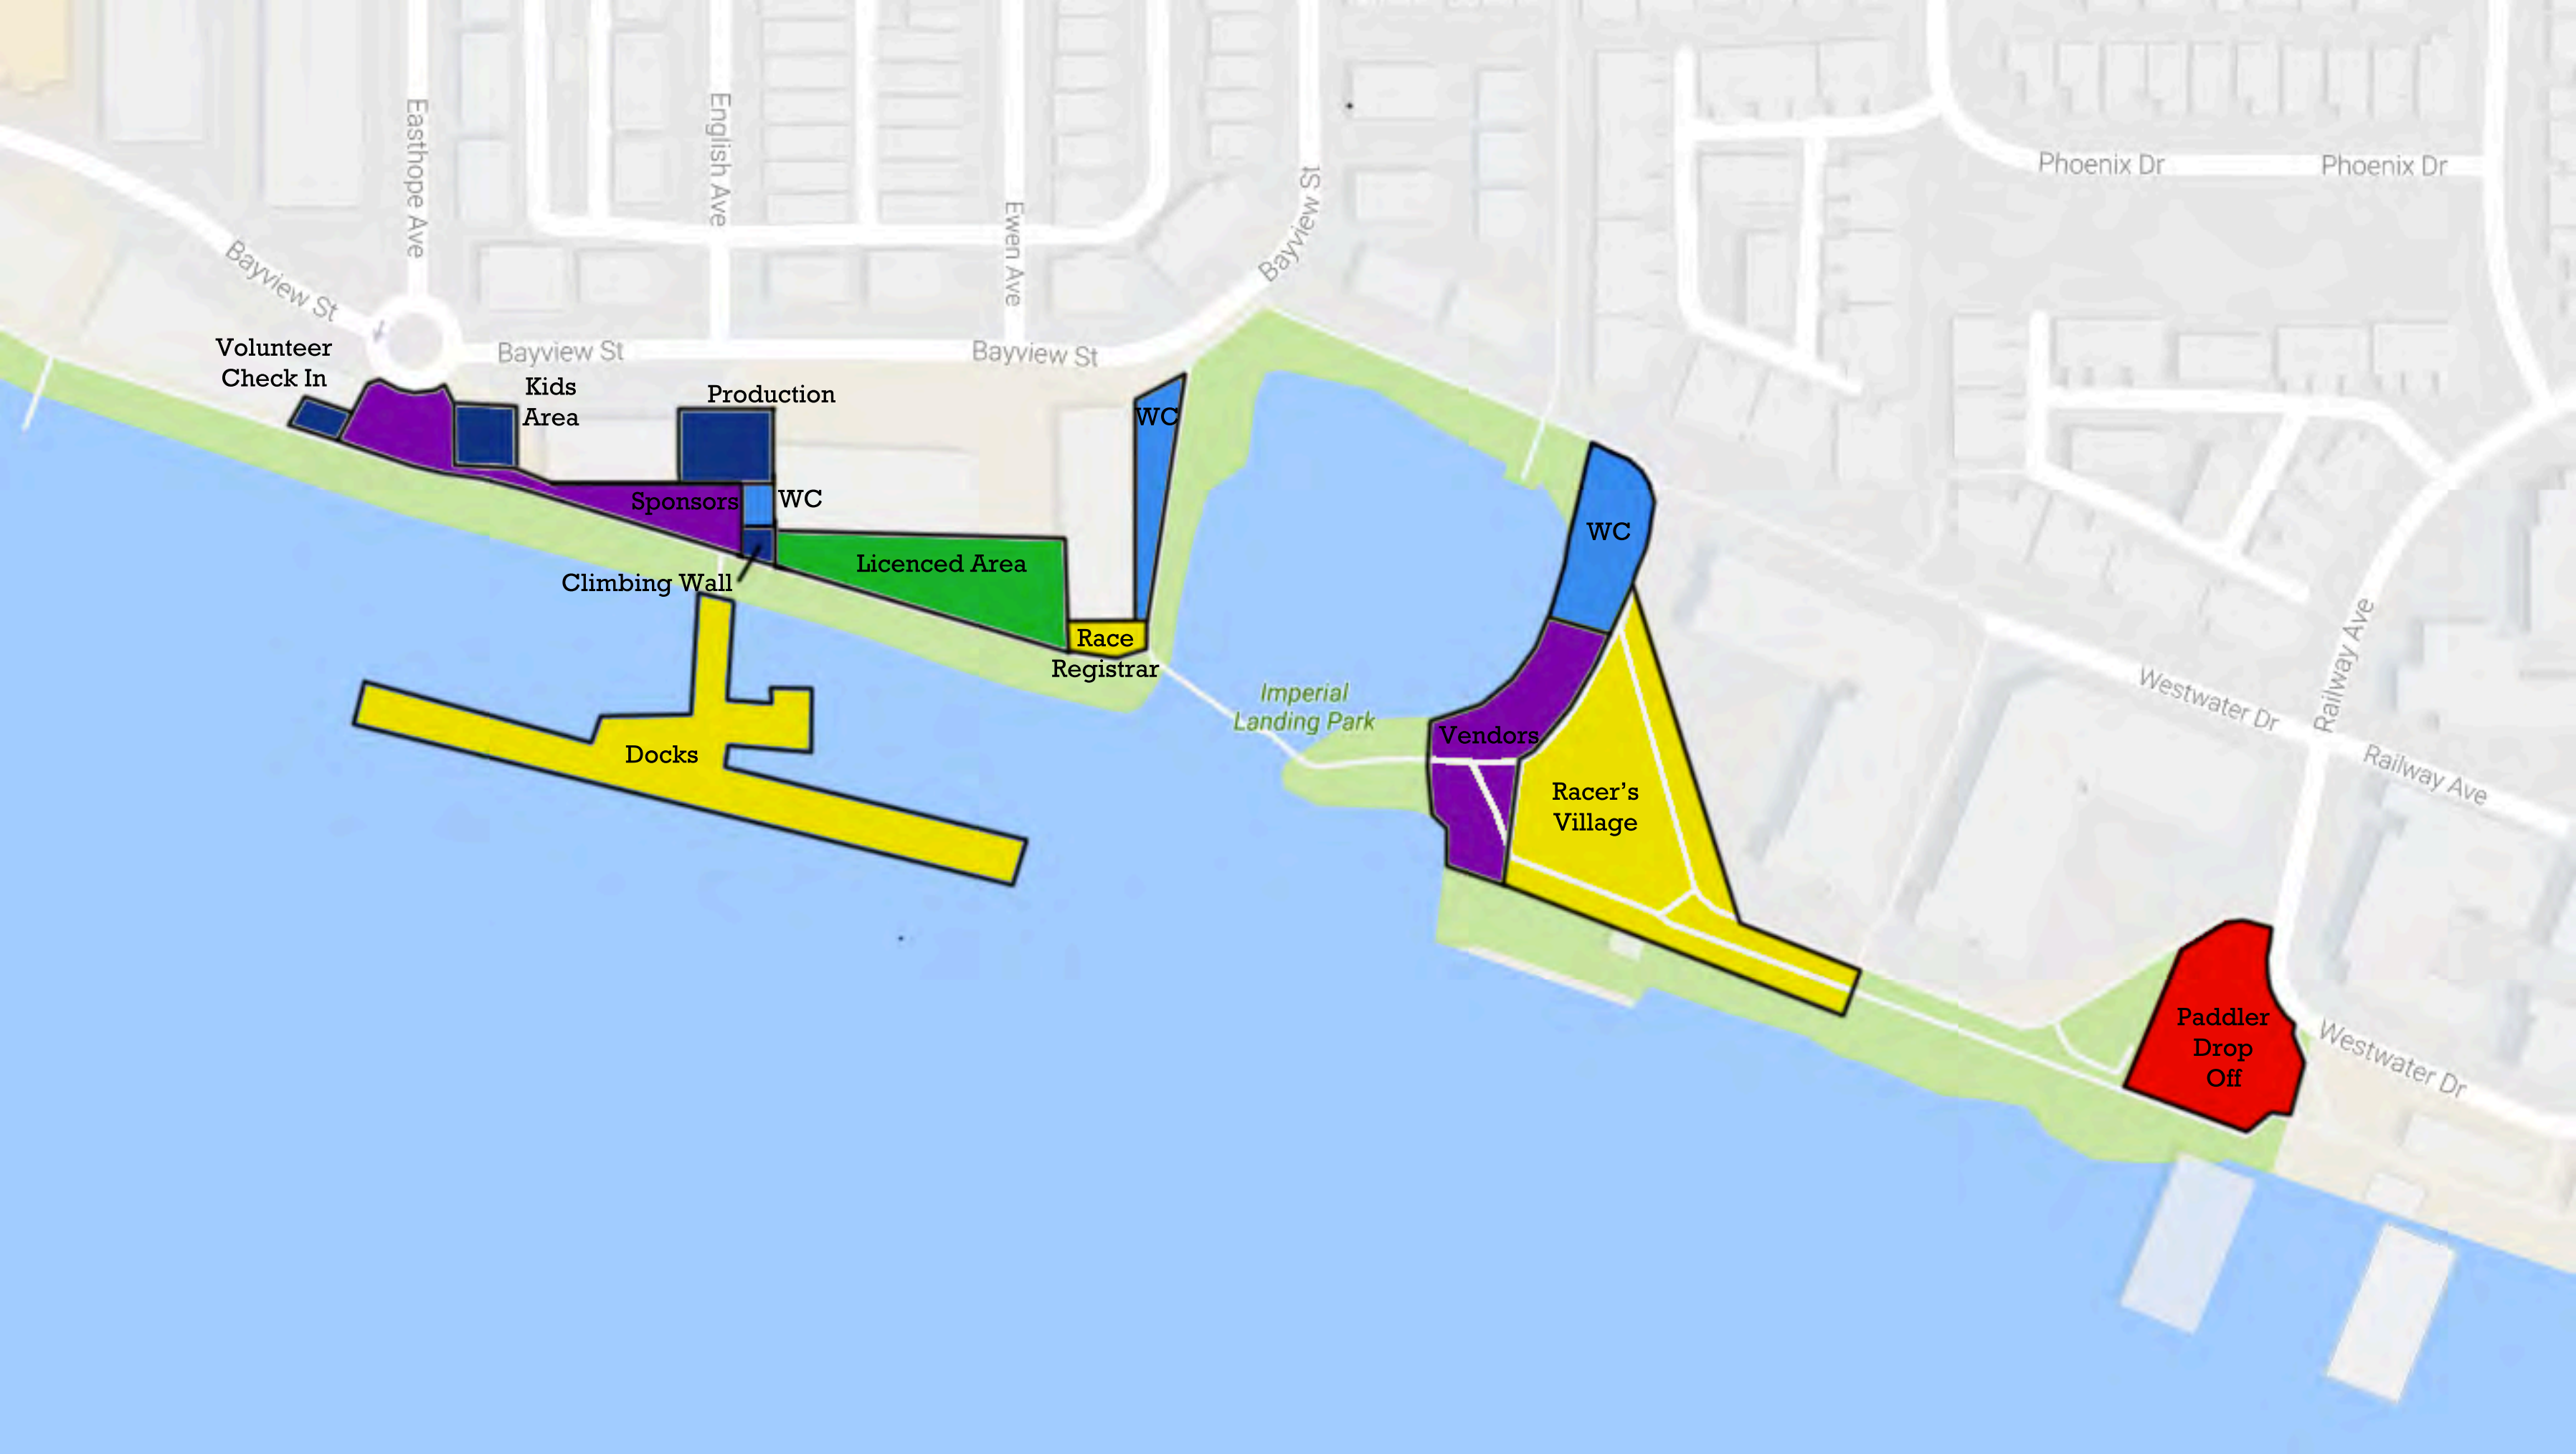 Easthope Ave
English Ave
Ewen Ave
Bayview St
Phoenix Dr
Phoenix Dr
Bayview St
Bayview St
Bayview St
Volunteer
Check In
Kids
Area
Production
WC
Sponsors
WC
Climbing Wall
Licenced Area
Race
Registrar
Docks
Imperial
Landing Park
WC
Vendors
Racer's
Village
Railway Ave
Westwater Dr
Railway Ave
Paddler
Drop
Off
Westwater Dr